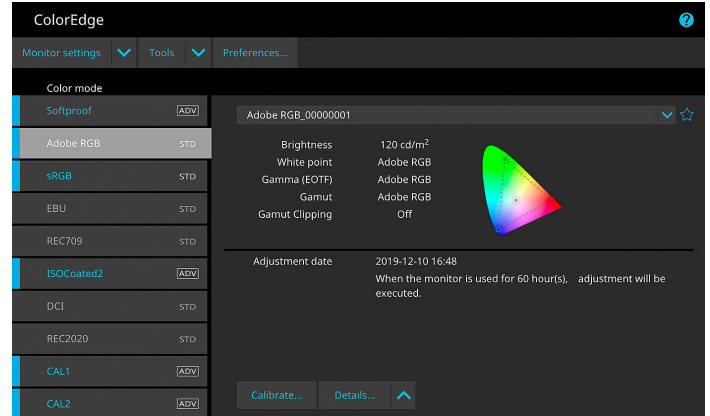 ColorEdge
Monitor settings Tools Preferences...
Color mode
Softproof ADV
Adobe RGB STD
sRGB STD
EBU STD
REC709 STD
ISOCoated2 ADV
DCI STD
REC2020 STD
CAL1 ADV
CAL2 ADV
Adobe RGB_00000001
Brightness 120 cd/m²
White point Adobe RGB
Gamma (EOTF) Adobe RGB
Gamut Adobe RGB
Gamut Clipping Off
Adjustment date 2019-12-10 16:48
When the monitor is used for 60 hour(s), adjustment will be
executed.
Calibrate... Details...